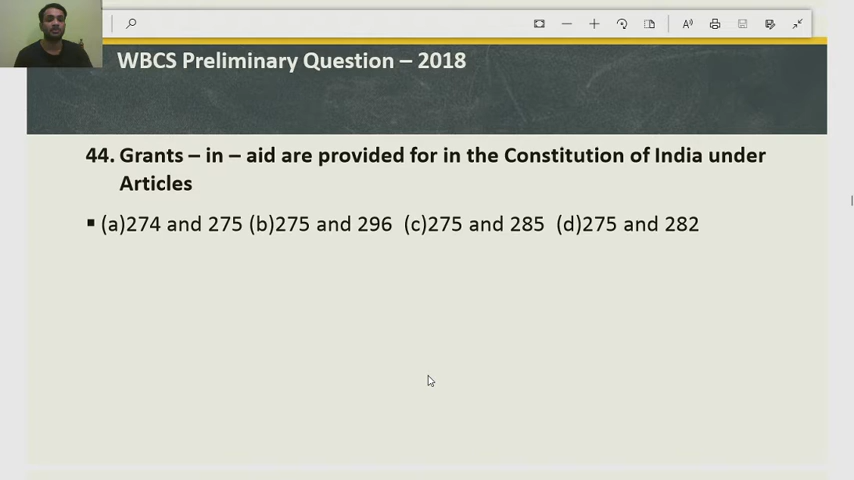 WBCS Preliminary Question – 2018
44. Grants – in – aid are provided for in the Constitution of India under
Articles
▪ (a)274 and 275 (b)275 and 296 (c)275 and 285 (d)275 and 282